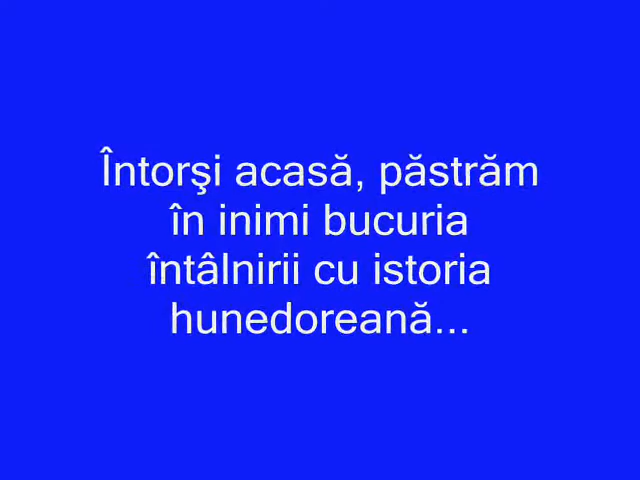 Întorşi acasă, păstrăm
în inimi bucuria
întâlnirii cu istoria
hunedoreană...